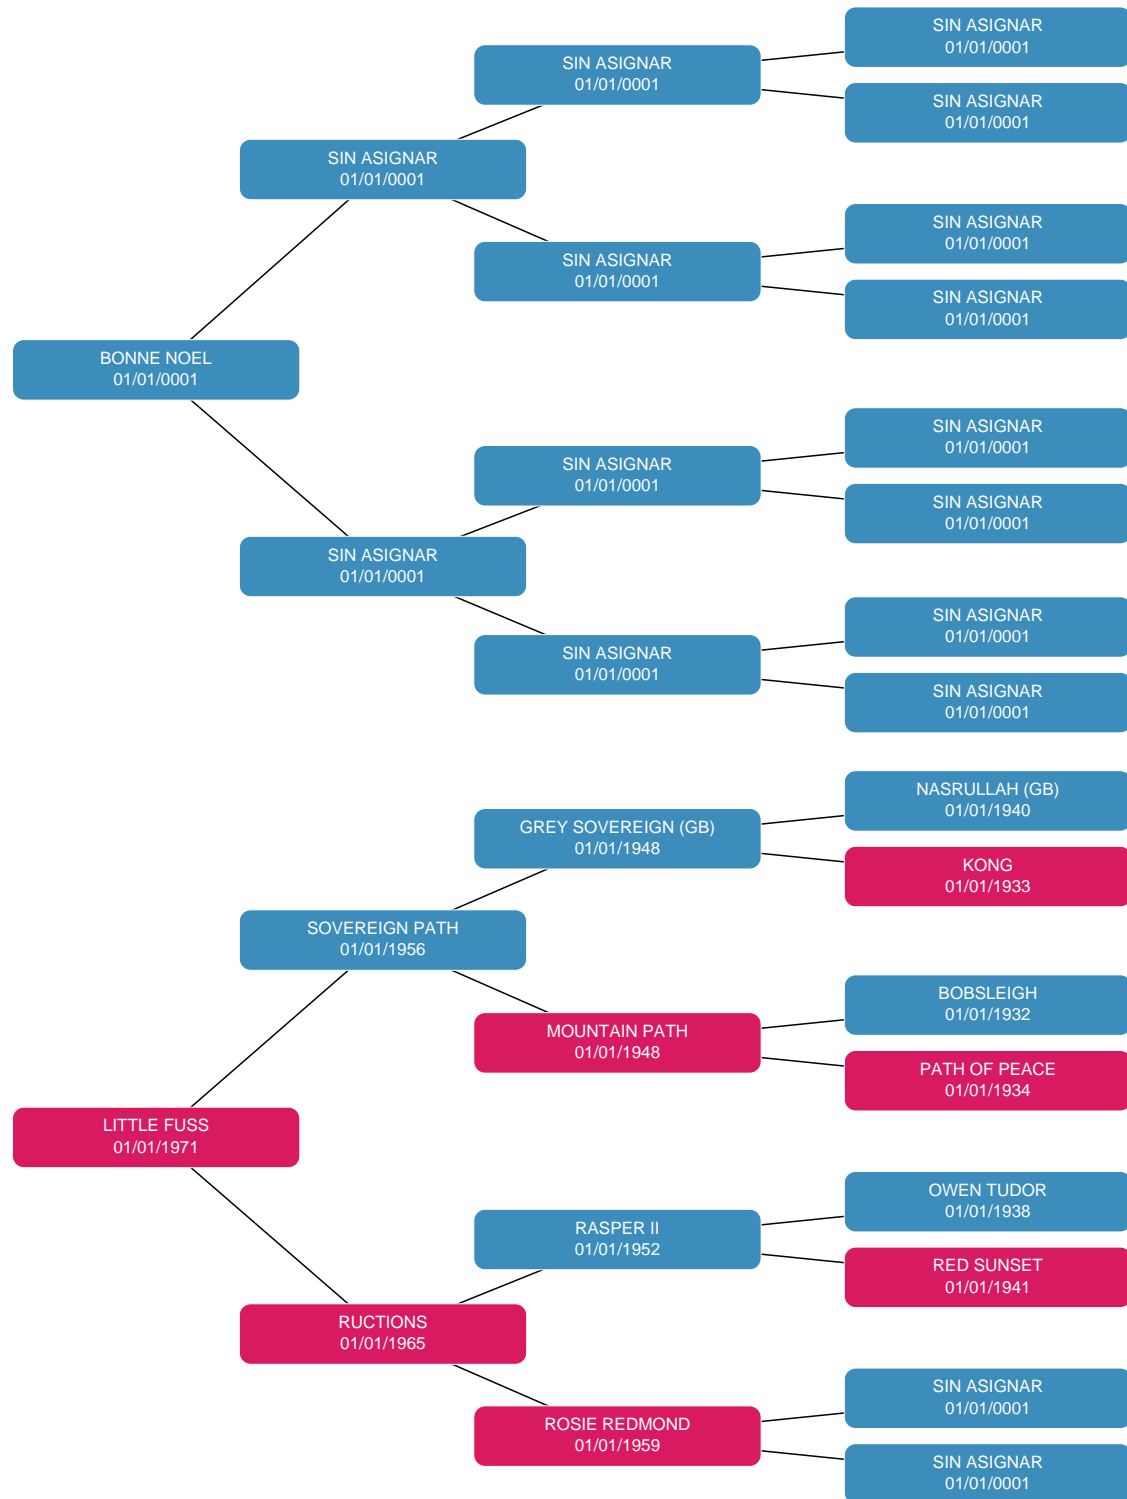 SIN ASIGNAR
01/01/0001
SIN ASIGNAR
01/01/0001
SIN ASIGNAR
01/01/0001
SIN ASIGNAR
01/01/0001
SIN ASIGNAR
01/01/0001
SIN ASIGNAR
01/01/0001
SIN ASIGNAR
01/01/0001
BONNE NOEL
01/01/0001
SIN ASIGNAR
01/01/0001
SIN ASIGNAR
01/01/0001
SIN ASIGNAR
01/01/0001
SIN ASIGNAR
01/01/0001
SIN ASIGNAR
01/01/0001
SIN ASIGNAR
01/01/0001
SIN ASIGNAR
01/01/0001
NASRULLAH (GB)
01/01/1940
GREY SOVEREIGN (GB)
01/01/1948
KONG
01/01/1933
SOVEREIGN PATH
01/01/1956
BOBSLEIGH
01/01/1932
MOUNTAIN PATH
01/01/1948
PATH OF PEACE
01/01/1934
LITTLE FUSS
01/01/1971
OWEN TUDOR
01/01/1938
RASPER II
01/01/1952
RED SUNSET
01/01/1941
RUCTIONS
01/01/1965
SIN ASIGNAR
01/01/0001
ROSIE REDMOND
01/01/1959
SIN ASIGNAR
01/01/0001